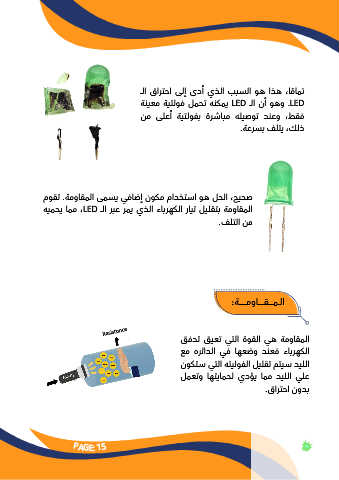 تمامًا، هذا هو السبب الذي أدى إلى احتراق الـ
LED. وهو أن الـ LED يمكنه تحمل فولتية معينة
فقط، وعند توصيله مباشرة بفولتية أعلى من
ذلك، يتلف بسرعة.
صحيح، الحل هو استخدام مكون إضافي يسمى المقاومة. تقوم
المقاومة بتقليل تيار الكهرباء الذي يمر عبر الـ LED، مما يحميه
من التلف.
المـــقـــاومـــة:
Resistance
المقاومة هي القوة التي تعيق تدفق
الكهرباء فعند وضعها في الدائره مع
الليد سيتم تقليل الفولتيه التي ستكون
علي الليد مما يؤدي لحمايتها وتعمل
بدون احتراق.
PAGE: 15